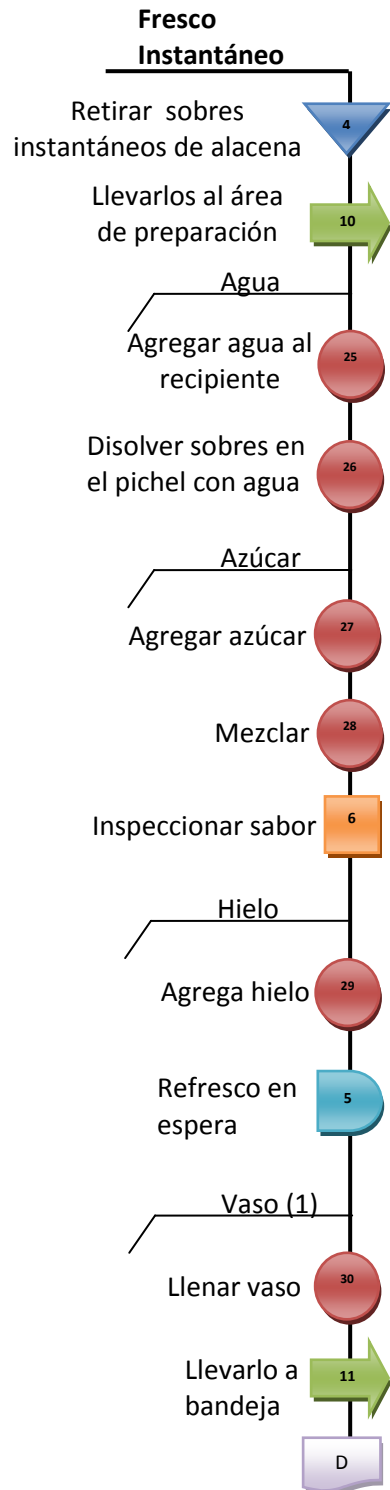 Fresco
Instantáneo
Retirar sobres
instantáneos de alacena
4
Llevarlos al área
de preparación
10
Agua
Agregar agua al
recipiente
25
Disolver sobres en
el pichel con agua
26
Azúcar
Agregar azúcar
27
Mezclar
28
Inspeccionar sabor
6
Hielo
Agrega hielo
29
Refresco en
espera
5
Vaso (1)
Llenar vaso
30
Llevarlo a
bandeja
11
D